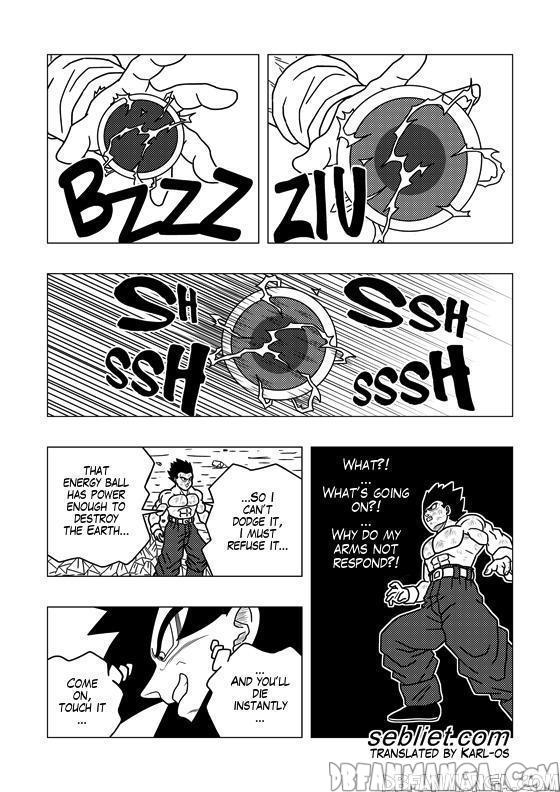 BZZZ
ZIU
SH
SSH
SSH
SSSH
THAT
ENERGY BALL
HAS POWER
ENOUGH TO
DESTROY
THE EARTH...
...SO I
CAN'T
DODGE IT,
I MUST
REFUSE IT...
WHAT?!
...
WHAT'S GOING
ON?!
...
WHY DO MY
ARMS NOT
RESPOND?!
COME
ON,
TOUCH IT
...
...
AND YOU'LL
DIE
INSTANTLY
...
sebliet.com
TRANSLATED BY KARL-OS
DBFANMANGA.COM